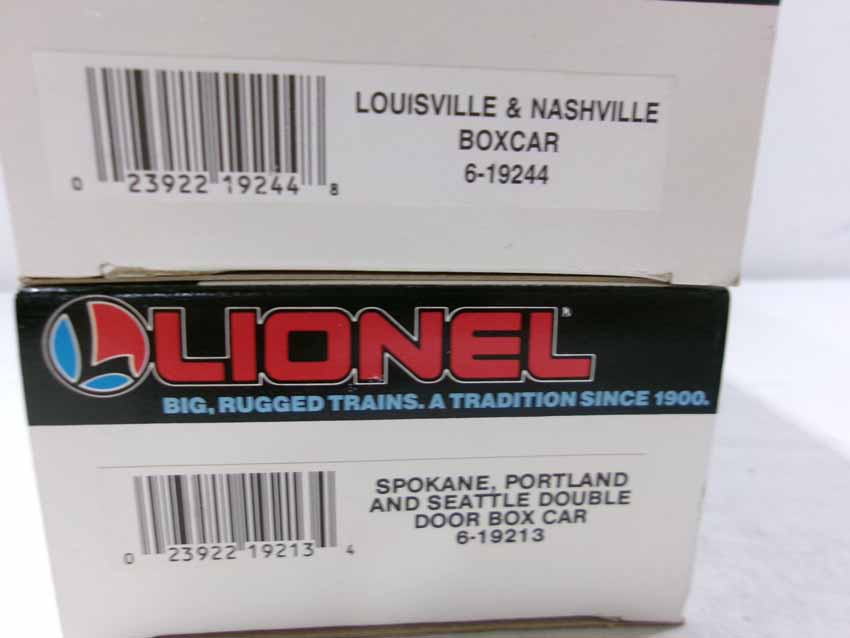 LOUISVILLE & NASHVILLE
BOXCAR
6-19244
0 23922 19244 8
LIONEL
BIG, RUGGED TRAINS. A TRADITION SINCE 1900.
SPOKANE, PORTLAND
AND SEATTLE DOUBLE
DOOR BOX CAR
6-19213
0 23922 19213 4